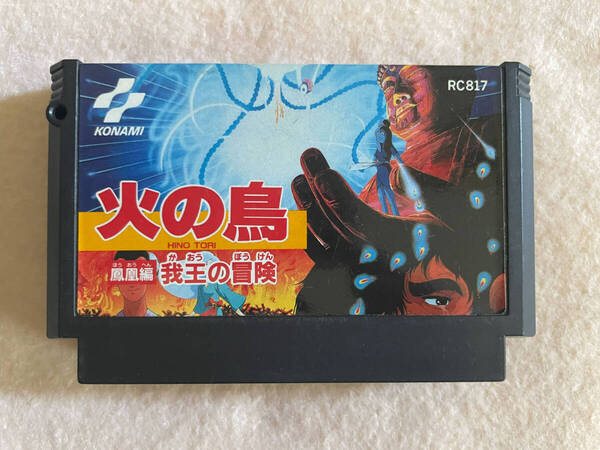 KONAMI
RC817
火の鳥
HINO TORI
ほう おう へん
鳳凰編
が おう ぼう けん
我王の冒険